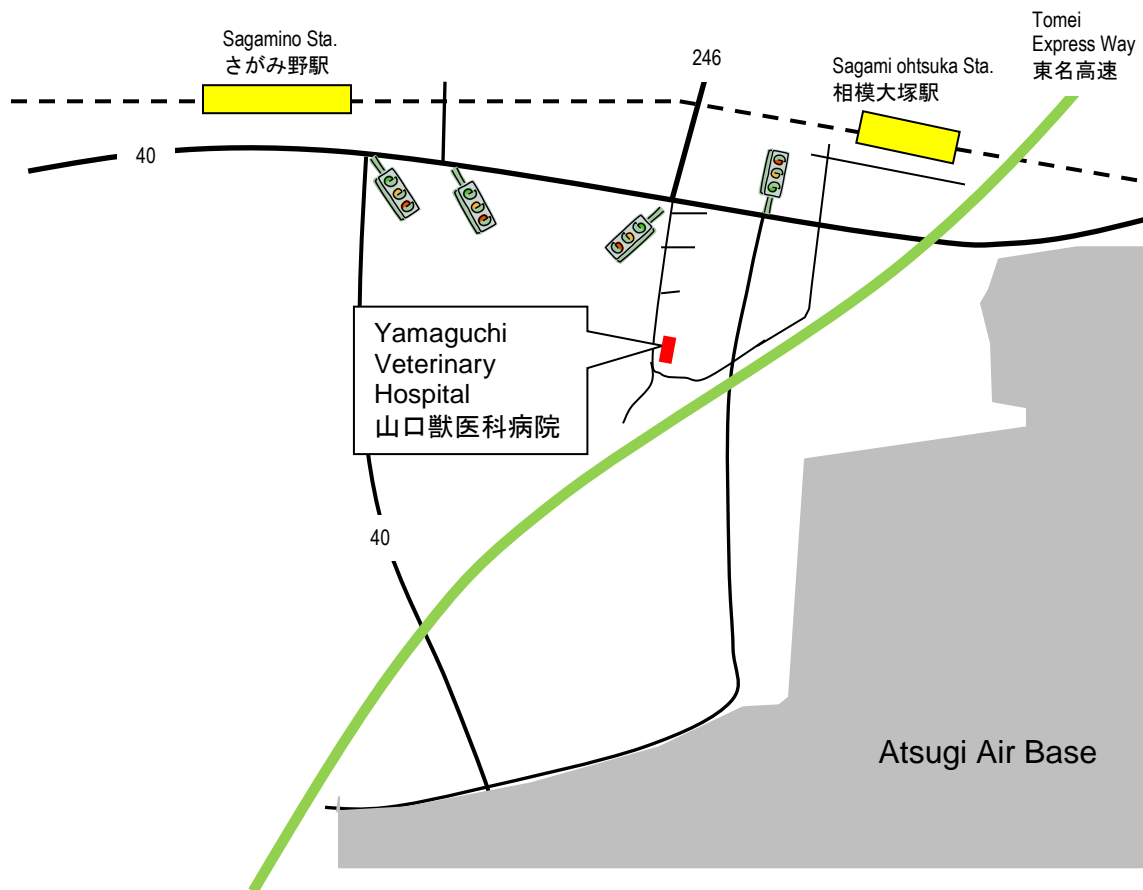 Sagamino Sta.
さがみ野駅
246
Sagami ohtsuka Sta.
相模大塚駅
Tomei
Express Way
東名高速
40
Yamaguchi
Veterinary
Hospital
山口獣医科病院
40
Atsugi Air Base